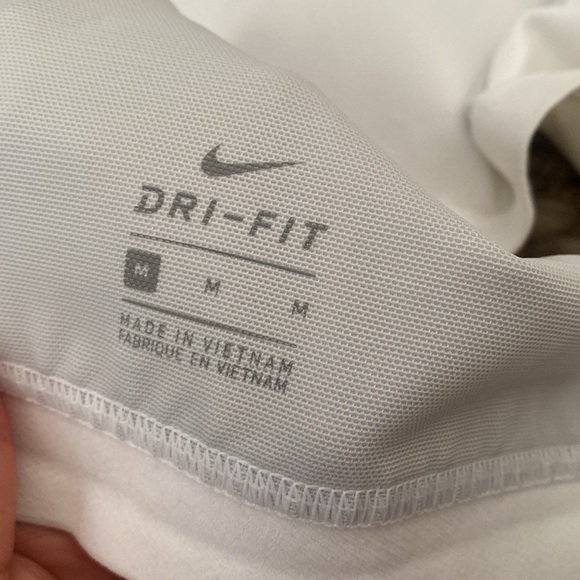 DRI-FIT
M M M
MADE IN VIETNAM
FABRIQUE EN VIETNAM